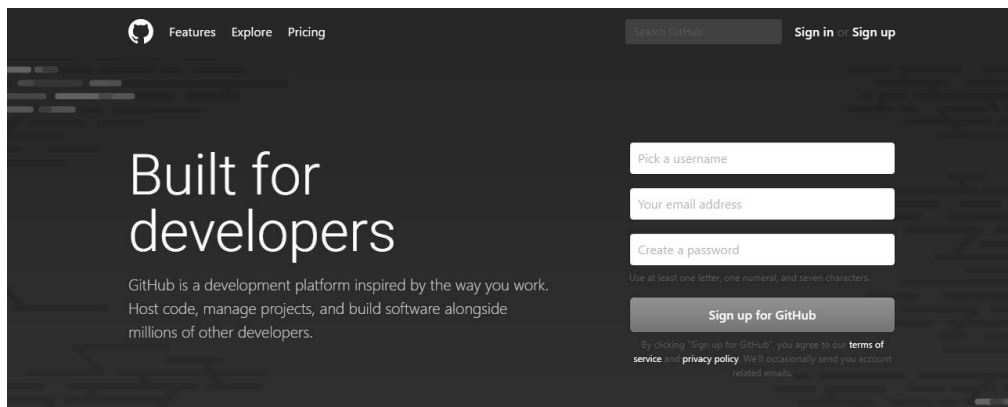 Features Explore Pricing
Search GitHub
Sign in or Sign up
Built for
developers
GitHub is a development platform inspired by the way you work.
Host code, manage projects, and build software alongside
millions of other developers.
Pick a username
Your email address
Create a password
Use at least one letter, one numeral, and seven characters.
Sign up for GitHub
By clicking "Sign up for GitHub", you agree to our terms of
service and privacy policy. We'll occasionally send you account
related emails.